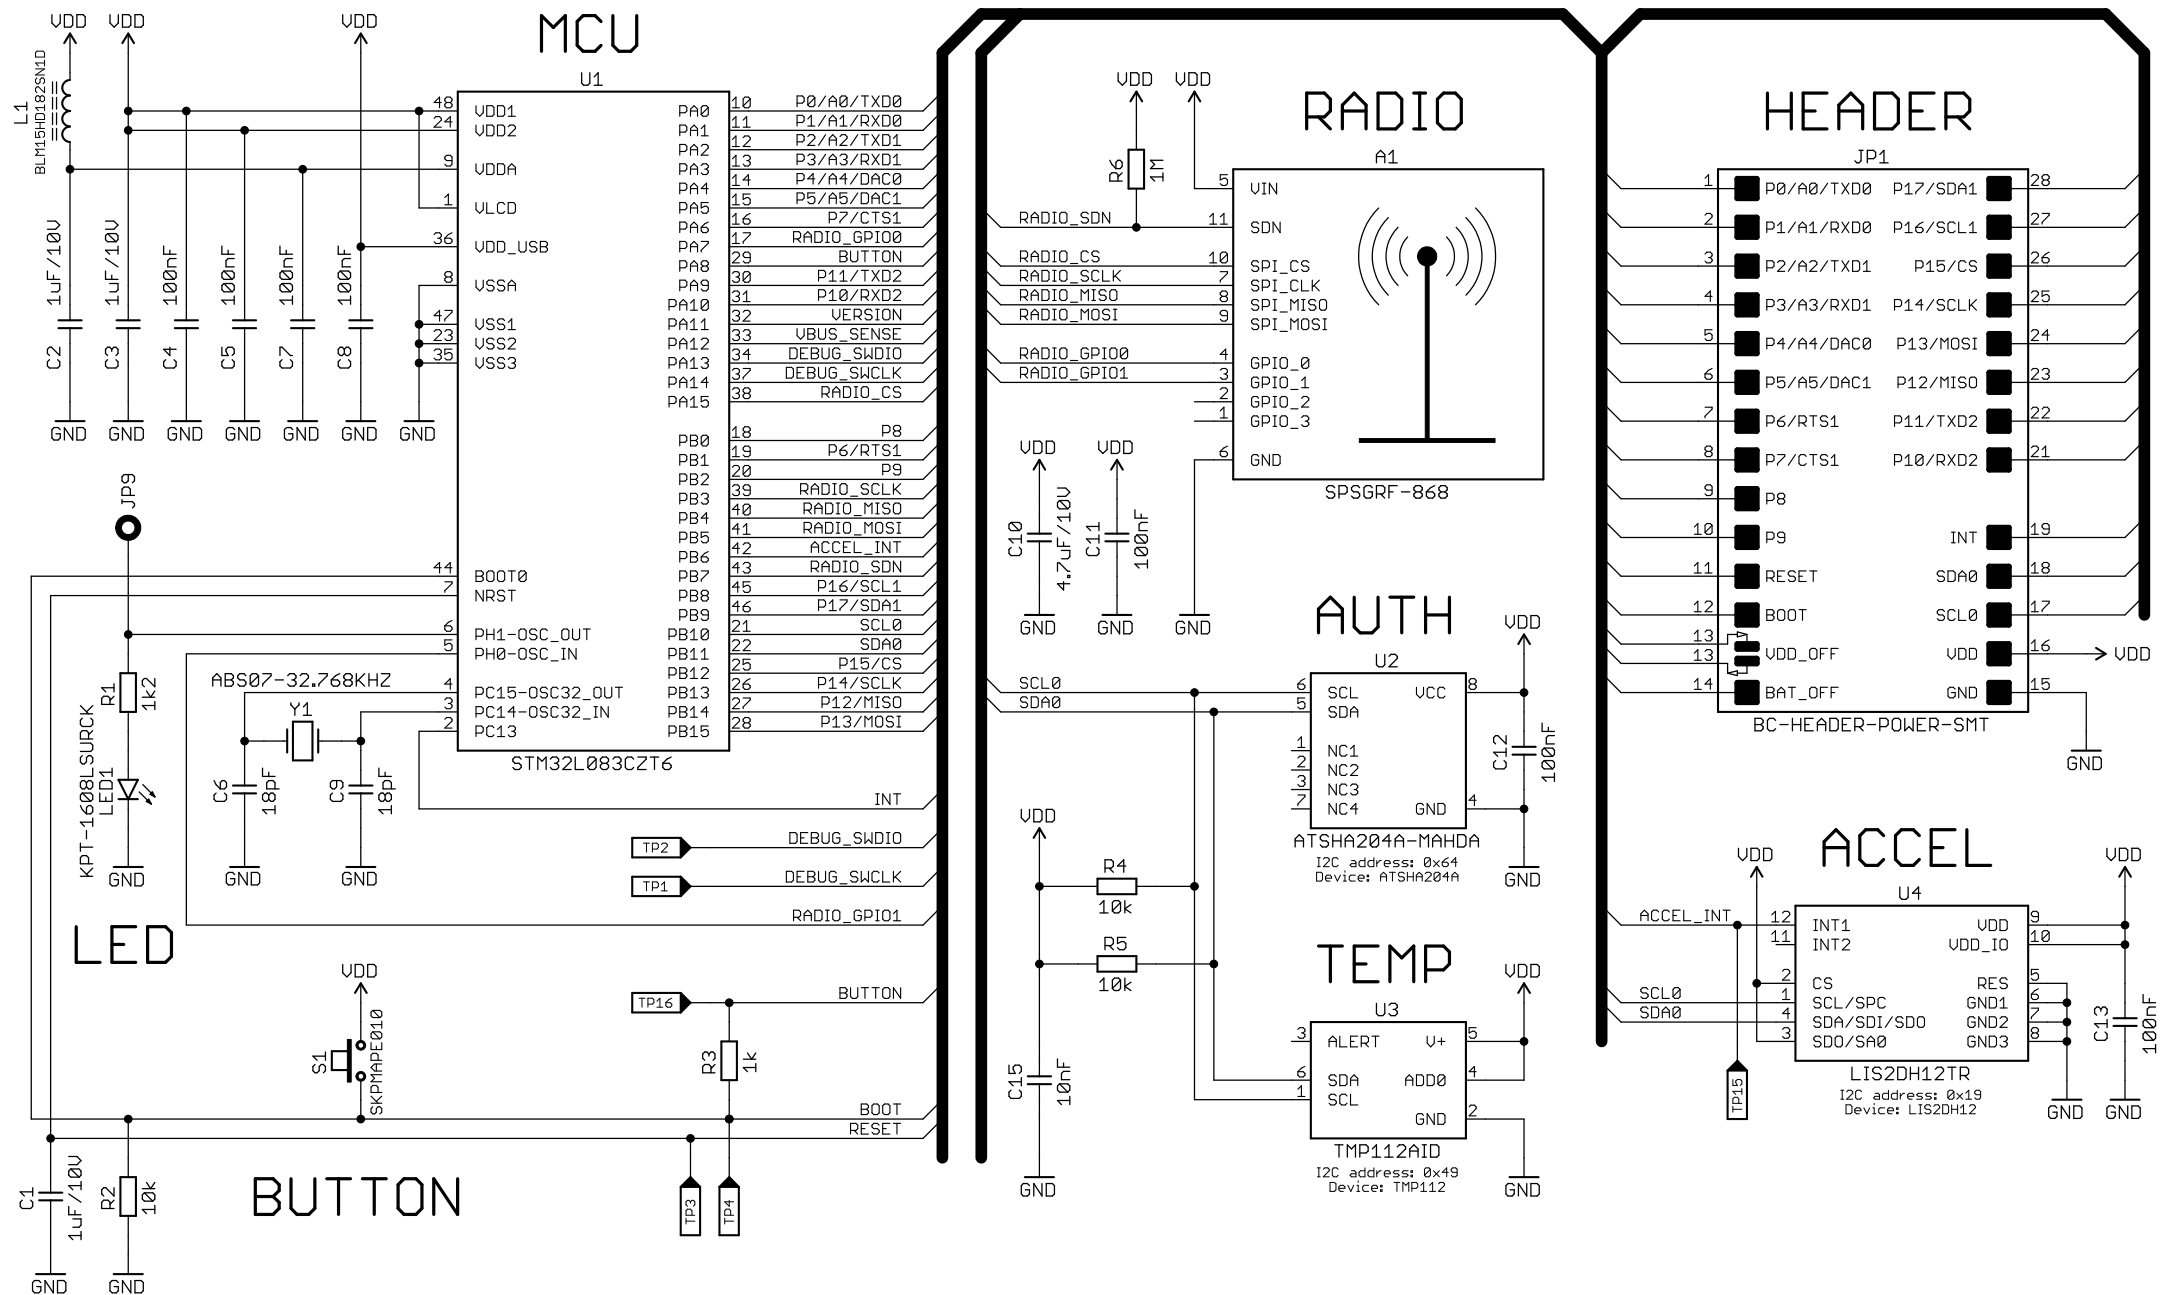 MCU
VDD
VDD
VDD
L1
BLM15HD182SN1D
U1
48 VDD1
24 VDD2
9 VDDA
1 VLCD
36 VDD_USB
8 VSSA
47 VSS1
23 VSS2
35 VSS3
44 BOOT0
7 NRST
6 PH1-OSC_OUT
5 PH0-OSC_IN
4 PC15-OSC32_OUT
3 PC14-OSC32_IN
2 PC13
PA0 10 P0/A0/TXD0
PA1 11 P1/A1/RXD0
PA2 12 P2/A2/TXD1
PA3 13 P3/A3/RXD1
PA4 14 P4/A4/DAC0
PA5 15 P5/A5/DAC1
PA6 16 P7/CTS1
PA7 17 RADIO_GPIO0
PA8 29 BUTTON
PA9 30 P11/TXD2
PA10 31 P10/RXD2
PA11 32 VERSION
PA12 33 VBUS_SENSE
PA13 34 DEBUG_SWDIO
PA14 37 DEBUG_SWCLK
PA15 38 RADIO_CS
PB0 18 P8
PB1 19 P6/RTS1
PB2 20 P9
PB3 39 RADIO_SCLK
PB4 40 RADIO_MISO
PB5 41 RADIO_MOSI
PB6 42 ACCEL_INT
PB7 43 RADIO_SDN
PB8 45 P16/SCL1
PB9 46 P17/SDA1
PB10 21 SCL0
PB11 22 SDA0
PB12 25 P15/CS
PB13 26 P14/SCLK
PB14 27 P12/MISO
PB15 28 P13/MOSI
STM32L083CZT6
C2 1uF/10V
C3 1uF/10V
C4 100nF
C5 100nF
C7 100nF
C8 100nF
GND GND GND GND GND GND GND
JP9
R1 1k2
KPT-1608LSURCK
LED1
GND
LED
ABS07-32.768KHZ
Y1
C6 18pF
C9 18pF
GND GND
INT
TP2 DEBUG_SWDIO
TP1 DEBUG_SWCLK
RADIO_GPIO1
VDD
S1
SKPMAPE010
TP16 BUTTON
R3 1k
BOOT
RESET
TP3
TP4
C1 1uF/10V
R2 10k
GND GND
BUTTON
RADIO
VDD VDD
R6 1M
A1
RADIO_SDN
RADIO_CS
RADIO_SCLK
RADIO_MISO
RADIO_MOSI
RADIO_GPIO0
RADIO_GPIO1
5 VIN
11 SDN
10 SPI_CS
7 SPI_CLK
8 SPI_MISO
9 SPI_MOSI
4 GPIO_0
3 GPIO_1
2 GPIO_2
1 GPIO_3
6 GND
SPSGRF-868
VDD VDD
C10 4.7uF/10V
C11 100nF
GND GND GND
AUTH
VDD
U2
SCL0
SDA0
6 SCL
5 SDA
1 NC1
2 NC2
3 NC3
7 NC4
VCC 8
GND 4
ATSHA204A-MAHDA
I2C address: 0x64
Device: ATSHA204A
C12 100nF
GND
VDD
R4
10k
R5
10k
C15 10nF
GND
TEMP
VDD
U3
3 ALERT
6 SDA
1 SCL
V+ 5
ADD0 4
GND 2
TMP112AID
I2C address: 0x49
Device: TMP112
GND
HEADER
JP1
1 P0/A0/TXD0
2 P1/A1/RXD0
3 P2/A2/TXD1
4 P3/A3/RXD1
5 P4/A4/DAC0
6 P5/A5/DAC1
7 P6/RTS1
8 P7/CTS1
9 P8
10 P9
11 RESET
12 BOOT
13
13 VDD_OFF
14 BAT_OFF
P17/SDA1 28
P16/SCL1 27
P15/CS 26
P14/SCLK 25
P13/MOSI 24
P12/MISO 23
P11/TXD2 22
P10/RXD2 21
INT 19
SDA0 18
SCL0 17
VDD 16 VDD
GND 15
BC-HEADER-POWER-SMT
GND
ACCEL
VDD VDD
U4
ACCEL_INT
SCL0
SDA0
12 INT1
11 INT2
2 CS
1 SCL/SPC
4 SDA/SDI/SDO
3 SDO/SA0
VDD 9
VDD_IO 10
RES 5
GND1 6
GND2 7
GND3 8
LIS2DH12TR
I2C address: 0x19
Device: LIS2DH12
TP15
C13 100nF
GND GND